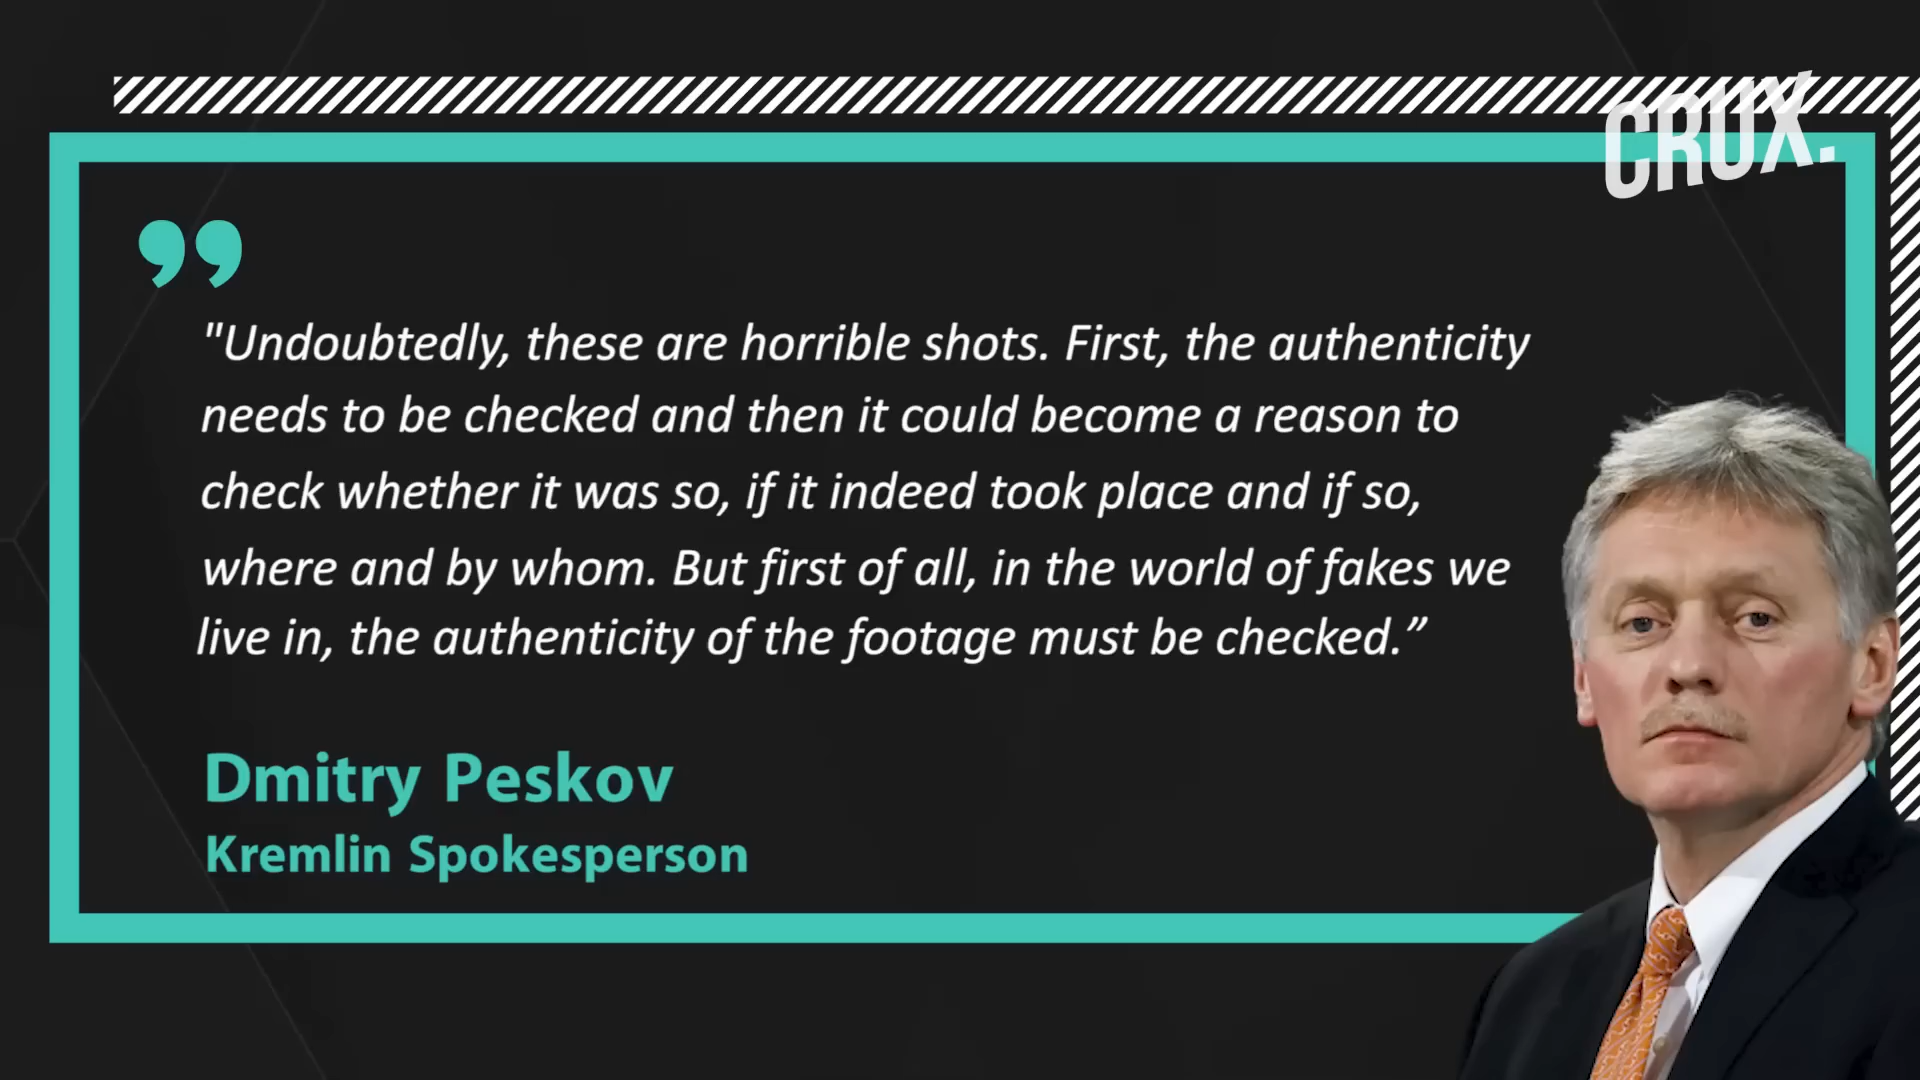 CRUX.
"Undoubtedly, these are horrible shots. First, the authenticity
needs to be checked and then it could become a reason to
check whether it was so, if it indeed took place and if so,
where and by whom. But first of all, in the world of fakes we
live in, the authenticity of the footage must be checked.”
Dmitry Peskov
Kremlin Spokesperson